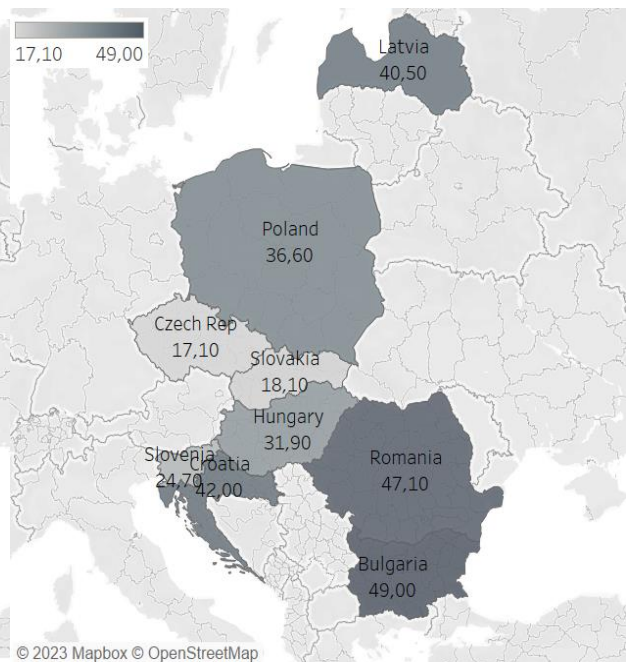 17,10 49,00
Latvia
40,50
Poland
36,60
Czech Rep
17,10
Slovakia
18,10
Hungary
31,90
Slovenia
24,70
Croatia
42,00
Romania
47,10
Bulgaria
49,00
© 2023 Mapbox © OpenStreetMap